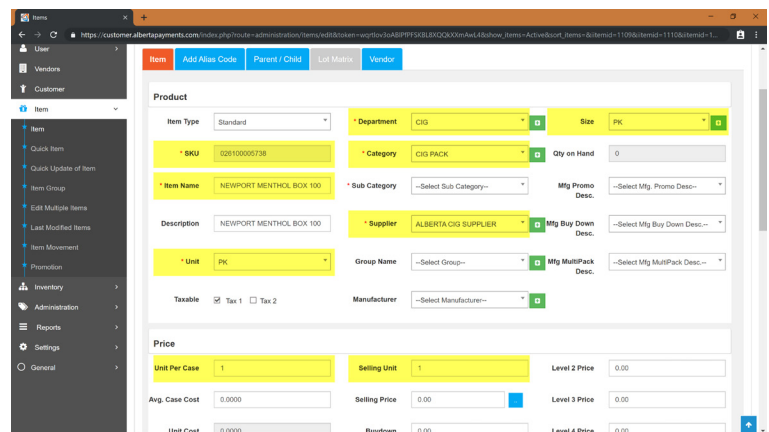 Items
https://customer.albertapayments.com/index.php?route=administration/items/edit&token=wqrtlov3oABlPfPFSKBL8XQQkXXmAwL4&show_items=Active&sort_items=&iitemid=1109&iitemid=1110&iitemid=1...
User
Vendors
Customer
Item
Item
Quick Item
Quick Update of Item
Item Group
Edit Multiple Items
Last Modified Items
Item Movement
Promotion
Inventory
Administration
Reports
Settings
General
Item Add Alias Code Parent / Child Lot Matrix Vendor
Product
Item Type Standard * Department CIG Size PK
* SKU 026100005738 * Category CIG PACK Qty on Hand 0
* Item Name NEWPORT MENTHOL BOX 100 * Sub Category --Select Sub Category-- Mfg Promo Desc. --Select Mfg. Promo Desc--
Description NEWPORT MENTHOL BOX 100 * Supplier ALBERTA CIG SUPPLIER Mfg Buy Down Desc. --Select Mfg Buy Down Desc.--
* Unit PK Group Name --Select Group-- Mfg MultiPack Desc. --Select Mfg MultiPack Desc.--
Taxable Tax 1 Tax 2 Manufacturer --Select Manufacturer--
Price
Unit Per Case 1 Selling Unit 1 Level 2 Price 0.00
Avg. Case Cost 0.0000 Selling Price 0.00 Level 3 Price 0.00
Unit Cost 0.0000 Buydown 0.00 Level 4 Price 0.00